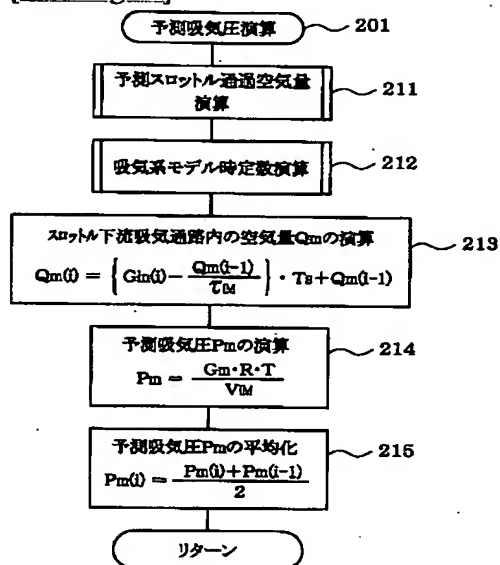 予測吸気圧演算
201
予測スロットル通過空気量
演算
211
吸気系モデル時定数演算
212
スロットル下流吸気通路内の空気量Qmの演算
213
Qm(i) = {Gin(i) − Qm(i-1)/τIM}・Ts+Qm(i-1)
予測吸気圧Pmの演算
214
Pm = Gm・R・T/VIM
予測吸気圧Pmの平均化
215
Pm(i) = Pm(i)+Pm(i-1)/2
リターン